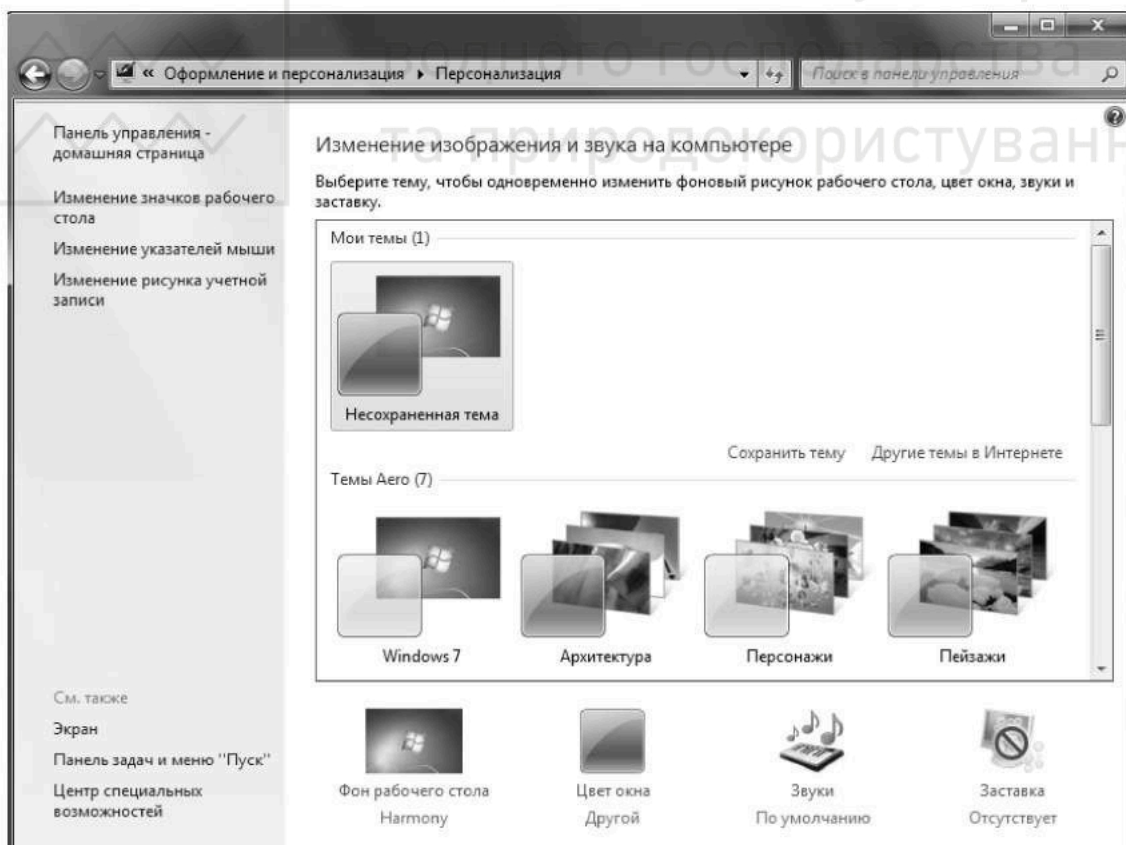 водного господарства
« Оформление и персонализация ▸ Персонализация
Поиск в панели управления
та природокористування
Панель управления -
домашняя страница
Изменение значков рабочего
стола
Изменение указателей мыши
Изменение рисунка учетной
записи
Изменение изображения и звука на компьютере
Выберите тему, чтобы одновременно изменить фоновый рисунок рабочего стола, цвет окна, звуки и
заставку.
Мои темы (1)
Несохраненная тема
Сохранить тему Другие темы в Интернете
Темы Aero (7)
Windows 7 Архитектура Персонажи Пейзажи
См. также
Экран
Панель задач и меню "Пуск"
Центр специальных
возможностей
Фон рабочего стола Цвет окна Звуки Заставка
Harmony Другой По умолчанию Отсутствует